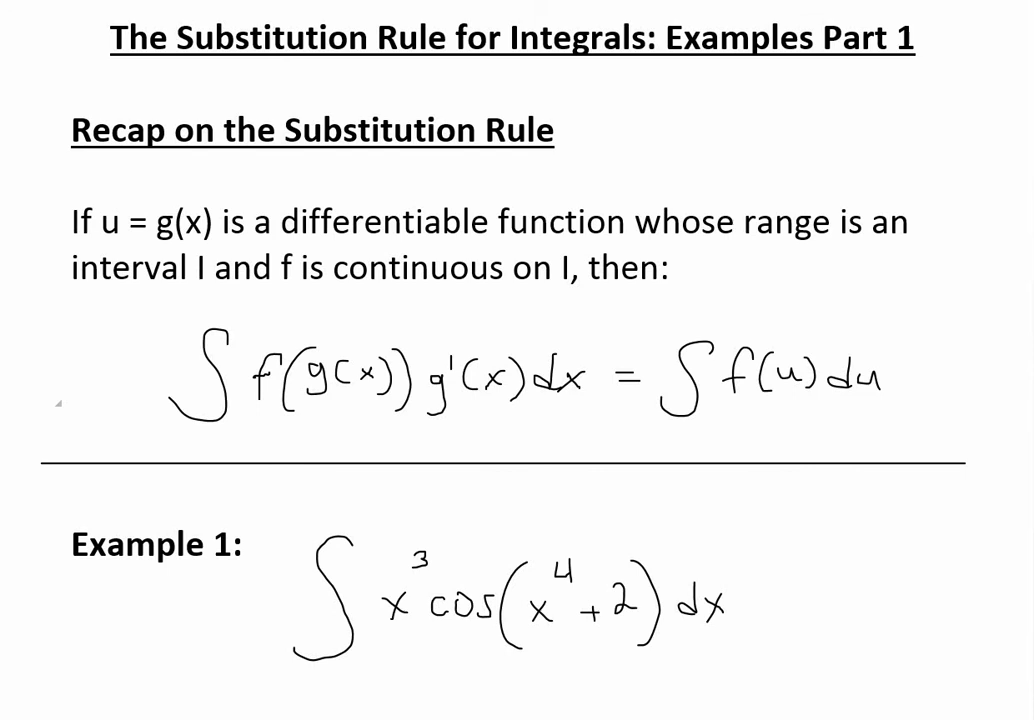 The Substitution Rule for Integrals: Examples Part 1
Recap on the Substitution Rule
If u = g(x) is a differentiable function whose range is an
interval I and f is continuous on I, then:
∫ f(g(x)) g'(x) dx = ∫ f(u) du
Example 1: ∫ x³ cos(x⁴ + 2) dx